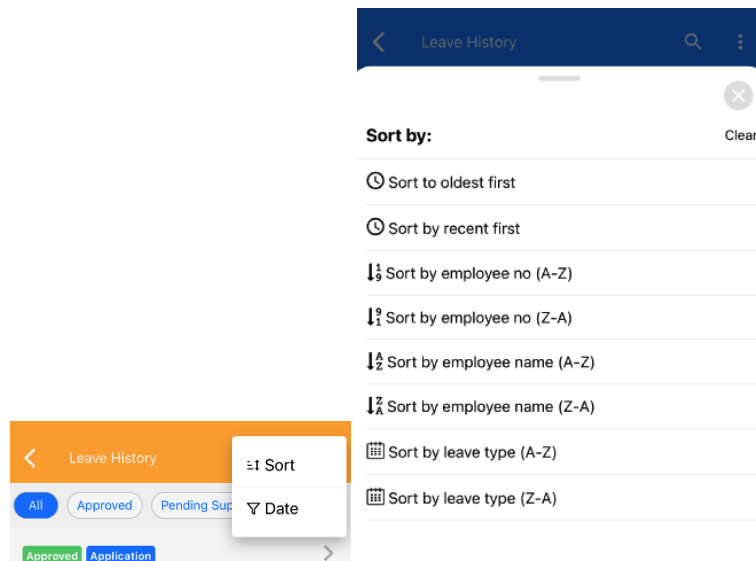 Leave History
Sort by:
Clear
Sort to oldest first
Sort by recent first
Sort by employee no (A-Z)
Sort by employee no (Z-A)
Sort by employee name (A-Z)
Sort by employee name (Z-A)
Sort by leave type (A-Z)
Sort by leave type (Z-A)
Leave History
Sort
Date
All
Approved
Pending Sup
Approved Application